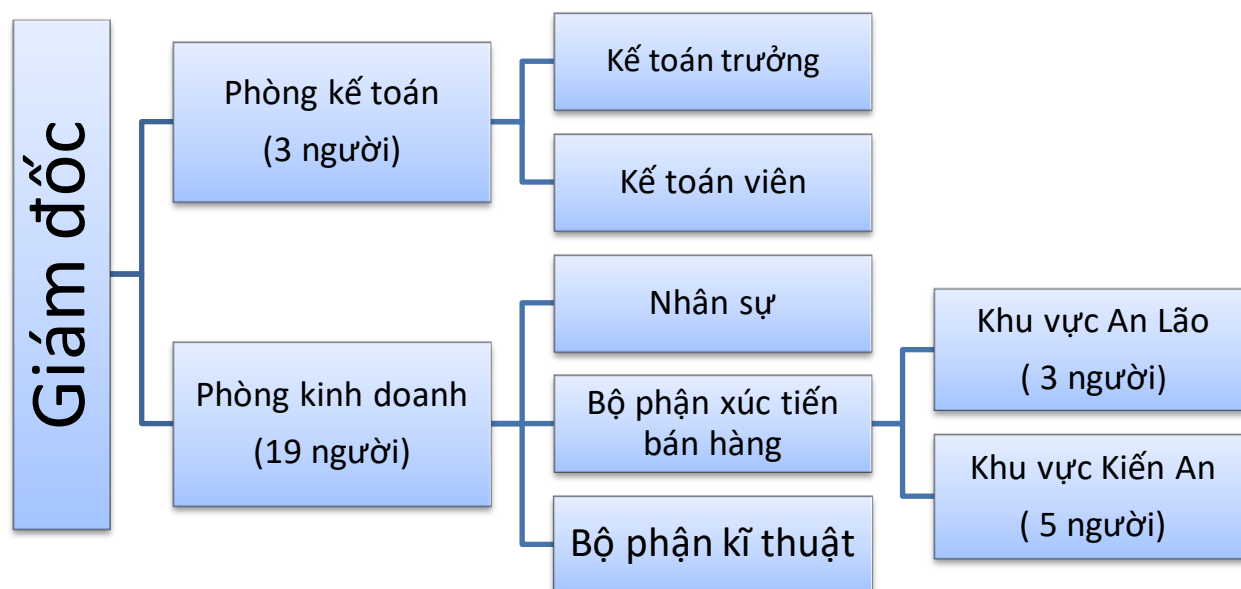 Giám đốc
Phòng kế toán
(3 người)
Kế toán trưởng
Kế toán viên
Phòng kinh doanh
(19 người)
Nhân sự
Bộ phận xúc tiến
bán hàng
Khu vực An Lão
( 3 người)
Khu vực Kiến An
( 5 người)
Bộ phận kĩ thuật